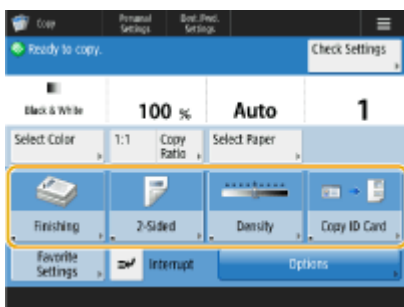 Copy
Personal Settings
Dest./Fwd. Settings
Ready to copy.
Check Settings
Black & White
100 %
Auto
1
Select Color
1:1
Copy Ratio
Select Paper
Finishing
2-Sided
Density
Copy ID Card
Favorite Settings
Interrupt
Options